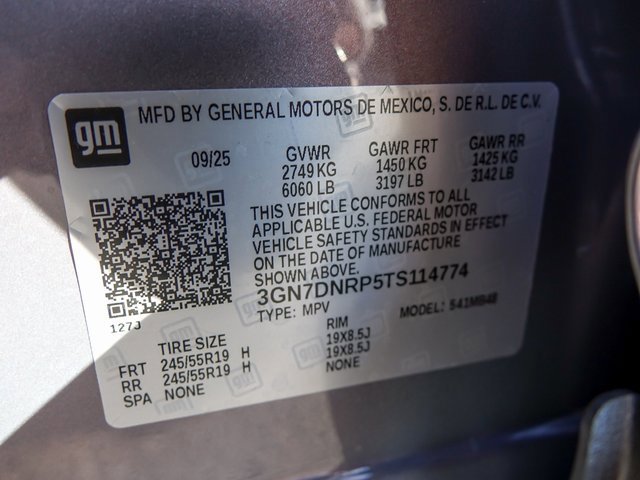 gm
MFD BY GENERAL MOTORS DE MEXICO, S. DE R.L. DE C.V.
09/25 GVWR GAWR FRT GAWR RR
2749 KG 1450 KG 1425 KG
6060 LB 3197 LB 3142 LB
THIS VEHICLE CONFORMS TO ALL
APPLICABLE U.S. FEDERAL MOTOR
VEHICLE SAFETY STANDARDS IN EFFECT
ON THE DATE OF MANUFACTURE
SHOWN ABOVE.
3GN7DNRP5TS114774
127J TYPE: MPV MODEL: 541MB48
TIRE SIZE RIM
FRT 245/55R19 H 19X8.5J
RR 245/55R19 H 19X8.5J
SPA NONE NONE